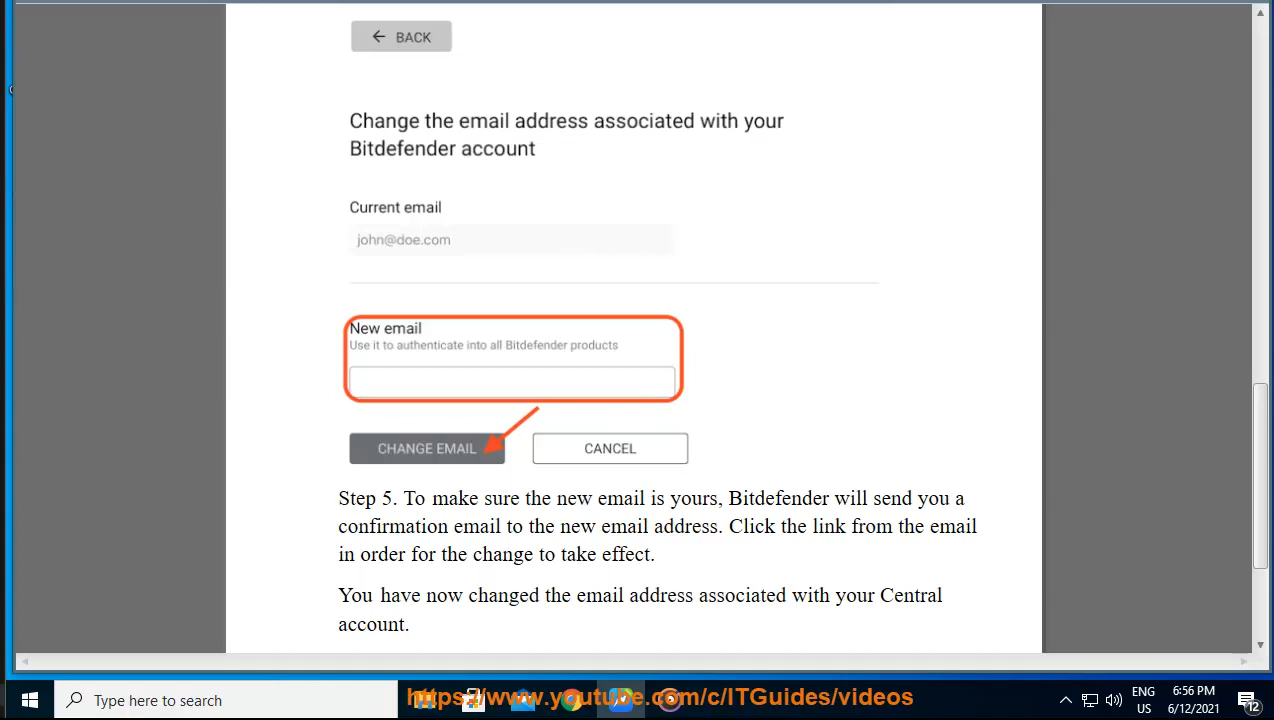 ← BACK
Change the email address associated with your
Bitdefender account
Current email
john@doe.com
New email
Use it to authenticate into all Bitdefender products
CHANGE EMAIL
CANCEL
Step 5. To make sure the new email is yours, Bitdefender will send you a
confirmation email to the new email address. Click the link from the email
in order for the change to take effect.
You have now changed the email address associated with your Central
account.
Type here to search
https://www.youtube.com/c/ITGuides/videos
ENG
US
6:56 PM
6/12/2021
12